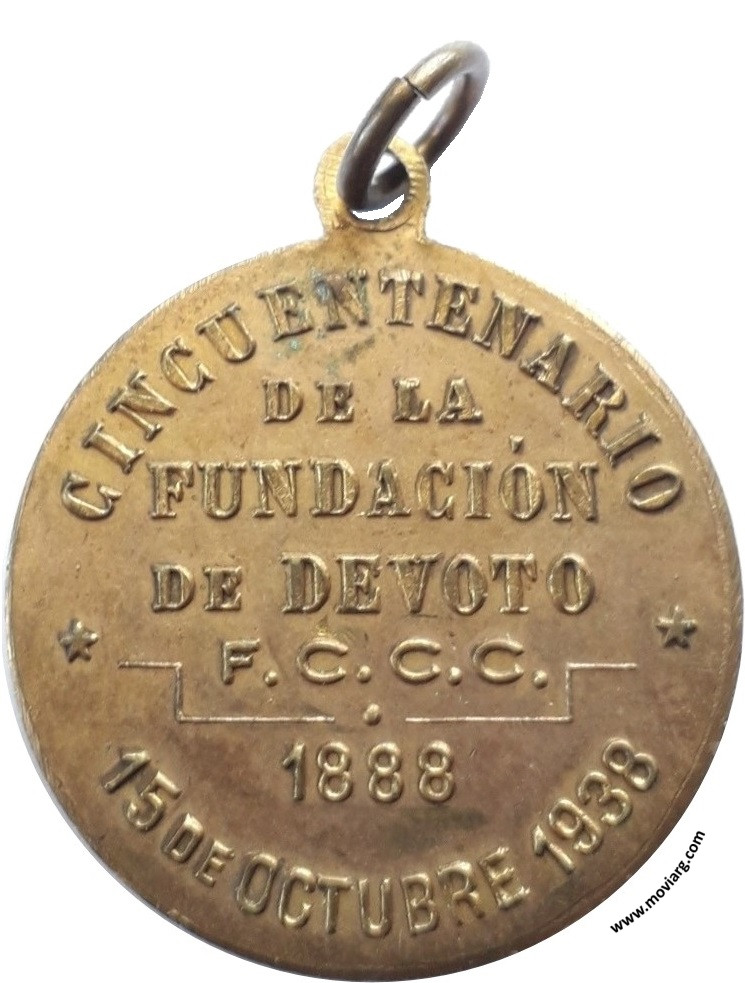 CINCUENTENARIO
DE LA
FUNDACIÓN
DE DEVOTO
F.C.C.C.
1888
15 DE OCTUBRE 1938
www.moviarg.com